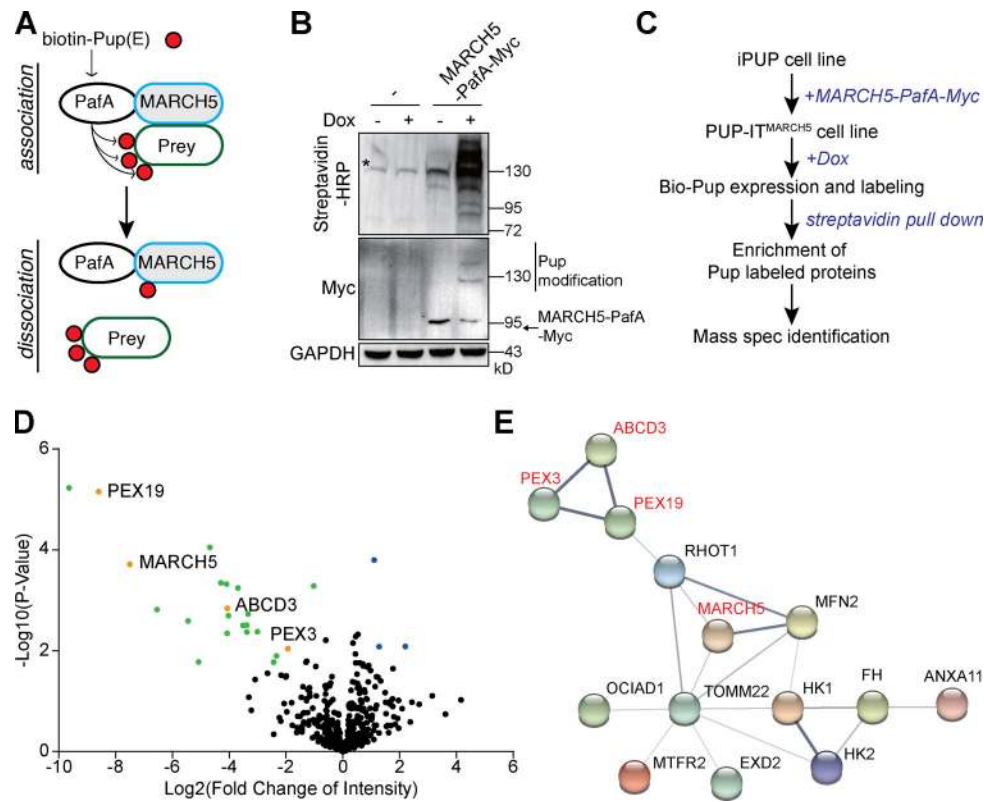 A
biotin-Pup(E)
association
PafA
MARCH5
Prey
dissociation
PafA
MARCH5
Prey
B
MARCH5
-PafA-Myc
-
Dox
- + - +
Streptavidin
-HRP
*
130
95
72
Myc
Pup
modification
130
95
MARCH5-PafA
-Myc
GAPDH
43
kD
C
iPUP cell line
+MARCH5-PafA-Myc
PUP-ITMARCH5 cell line
+Dox
Bio-Pup expression and labeling
streptavidin pull down
Enrichment of
Pup labeled proteins
Mass spec identification
D
-Log10(P-Value)
6
4
2
0
PEX19
MARCH5
ABCD3
PEX3
-10 -8 -6 -4 -2 0 2 4 6
Log2(Fold Change of Intensity)
E
ABCD3
PEX3
PEX19
RHOT1
MARCH5
MFN2
OCIAD1
TOMM22
HK1
FH
ANXA11
MTFR2
EXD2
HK2